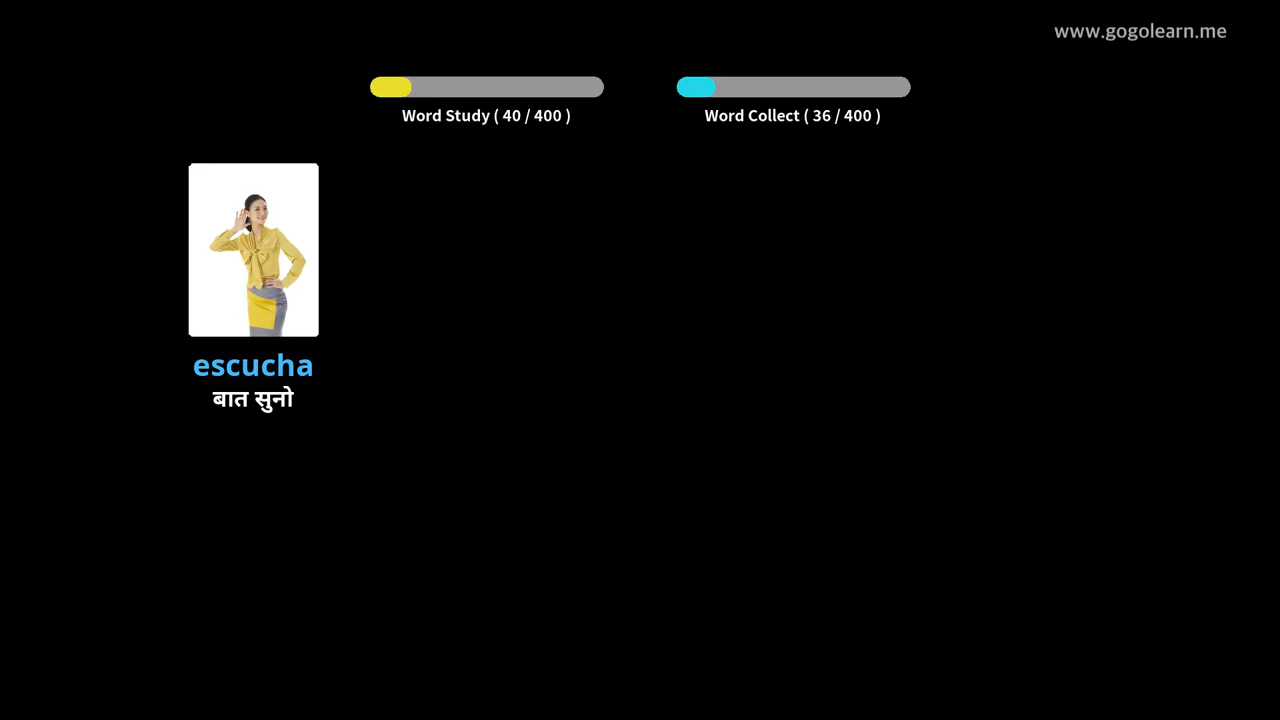 www.gogolearn.me
Word Study ( 40 / 400 )
Word Collect ( 36 / 400 )
escucha
बात सुनो